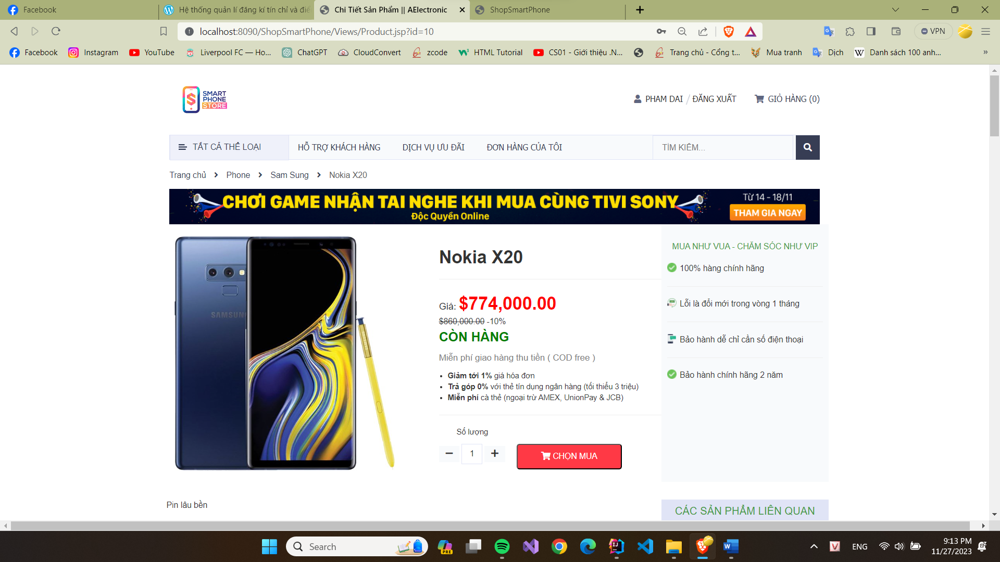 Facebook
Hệ thống quản lí đăng kí tín chỉ và điể
Chi Tiết Sản Phẩm || AElectronic
ShopSmartPhone
localhost:8090/ShopSmartPhone/Views/Product.jsp?id=10
VPN
Facebook
Instagram
YouTube
Liverpool FC — Ho...
ChatGPT
CloudConvert
zcode
HTML Tutorial
CS01 - Giới thiệu .N...
Trang chủ - Cổng t...
Mua tranh
Dịch
Danh sách 100 anh...
SMART
PHONE
STORE
PHAM DAI / ĐĂNG XUẤT
GIỎ HÀNG (0)
TẤT CẢ THỂ LOẠI
HỖ TRỢ KHÁCH HÀNG
DỊCH VỤ ƯU ĐÃI
ĐƠN HÀNG CỦA TÔI
TÌM KIẾM...
Trang chủ > Phone > Sam Sung > Nokia X20
CHƠI GAME NHẬN TAI NGHE KHI MUA CÙNG TIVI SONY
Độc Quyền Online
Từ 14 - 18/11
THAM GIA NGAY
SAMSUN
Nokia X20
Giá: $774,000.00
$860,000.00 -10%
CÒN HÀNG
Miễn phí giao hàng thu tiền ( COD free )
• Giảm tới 1% giá hóa đơn
• Trả góp 0% với thẻ tín dụng ngân hàng (tối thiểu 3 triệu)
• Miễn phí cà thẻ (ngoại trừ AMEX, UnionPay & JCB)
Số lượng
1
CHỌN MUA
MUA NHƯ VUA - CHĂM SÓC NHƯ VIP
100% hàng chính hãng
Lỗi là đổi mới trong vòng 1 tháng
Bảo hành dễ chỉ cần số điện thoại
Bảo hành chính hãng 2 năm
Pin lâu bền
CÁC SẢN PHẨM LIÊN QUAN
Search
PRE
ENG
9:13 PM
11/27/2023